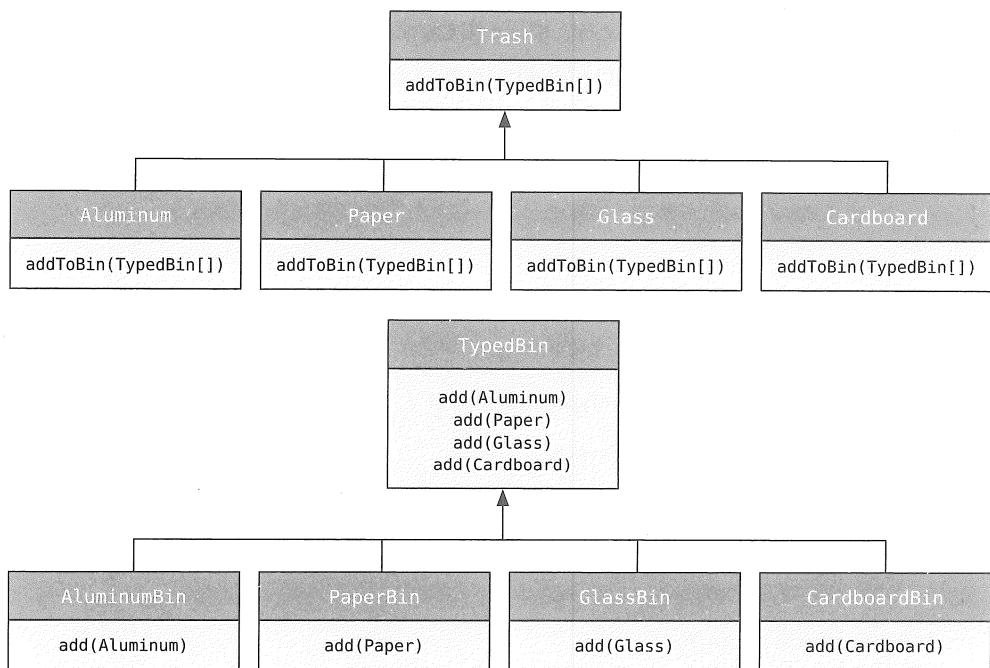 Trash
addToBin(TypedBin[])
Aluminum
Paper
Glass
Cardboard
addToBin(TypedBin[])
addToBin(TypedBin[])
addToBin(TypedBin[])
addToBin(TypedBin[])
TypedBin
add(Aluminum)
add(Paper)
add(Glass)
add(Cardboard)
AluminumBin
PaperBin
GlassBin
CardboardBin
add(Aluminum)
add(Paper)
add(Glass)
add(Cardboard)